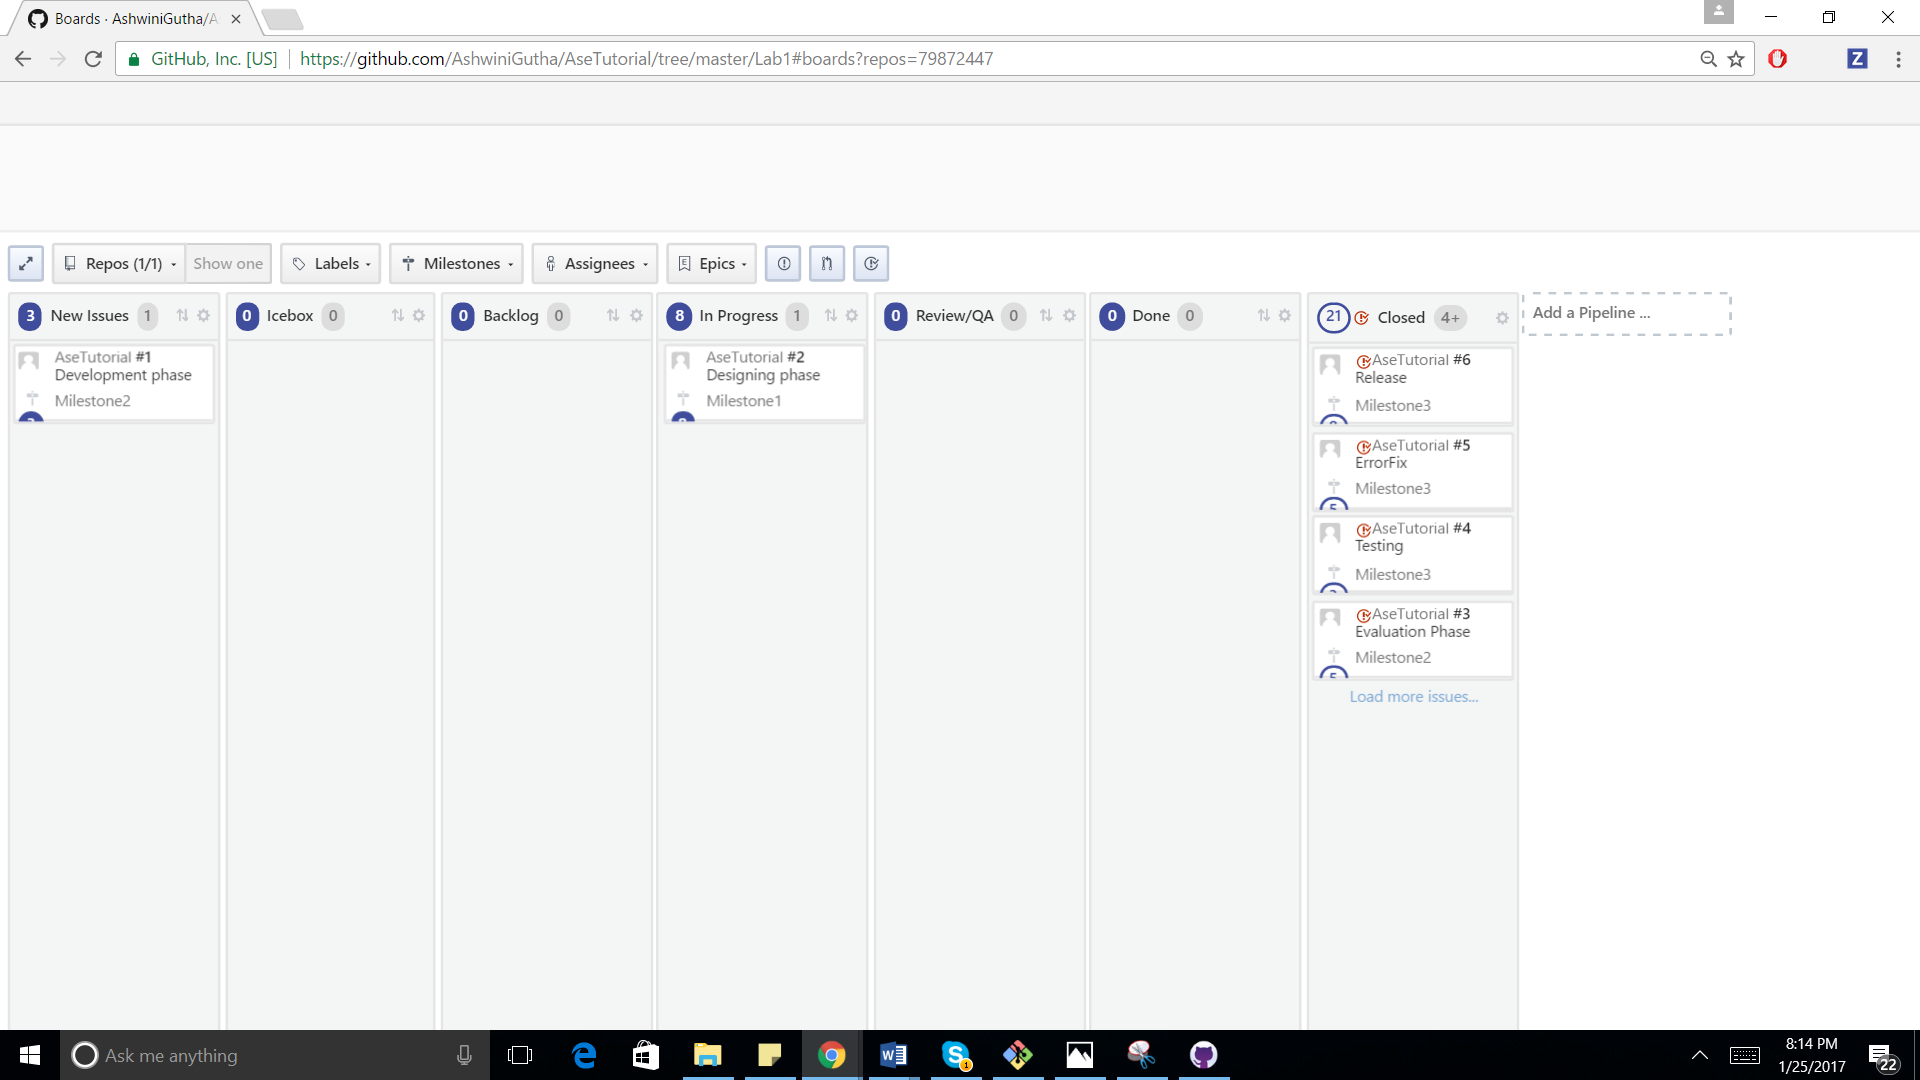 Boards · AshwiniGutha/A
GitHub, Inc. [US] https://github.com/AshwiniGutha/AseTutorial/tree/master/Lab1#boards?repos=79872447
Z
Repos (1/1) Show one Labels Milestones Assignees Epics
3 New Issues 1
AseTutorial #1
Development phase
Milestone2
0 Icebox 0
0 Backlog 0
8 In Progress 1
AseTutorial #2
Designing phase
Milestone1
0 Review/QA 0
0 Done 0
21 Closed 4+
AseTutorial #6
Release
Milestone3
AseTutorial #5
ErrorFix
Milestone3
5
AseTutorial #4
Testing
Milestone3
AseTutorial #3
Evaluation Phase
Milestone2
5
Load more issues...
Add a Pipeline ...
Ask me anything
8:14 PM
1/25/2017
22